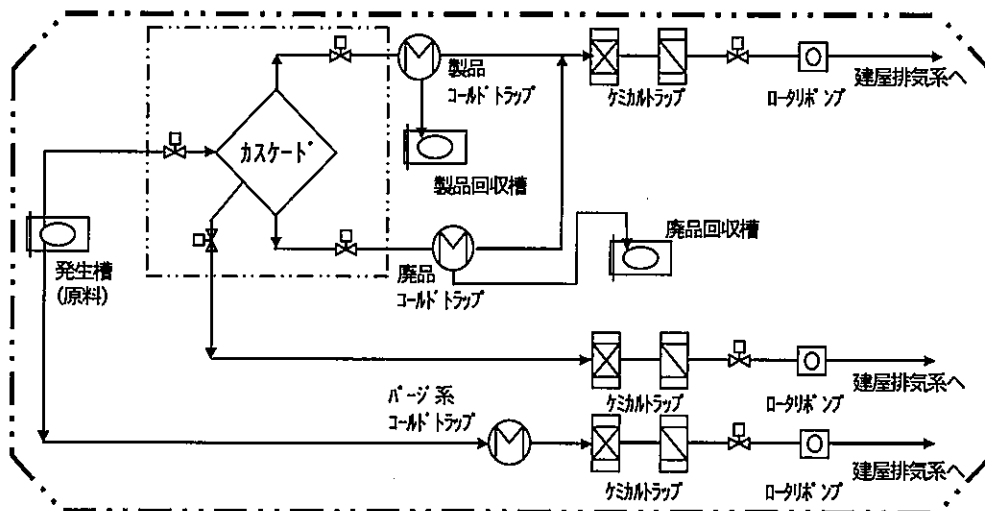 製品
コールドトラップ
ケミカルトラップ
ロータリポンプ
建屋排気系へ
カスケード
製品回収槽
発生槽
(原料)
廃品
コールドトラップ
廃品回収槽
ケミカルトラップ
ロータリポンプ
建屋排気系へ
パージ系
コールドトラップ
ケミカルトラップ
ロータリポンプ
建屋排気系へ